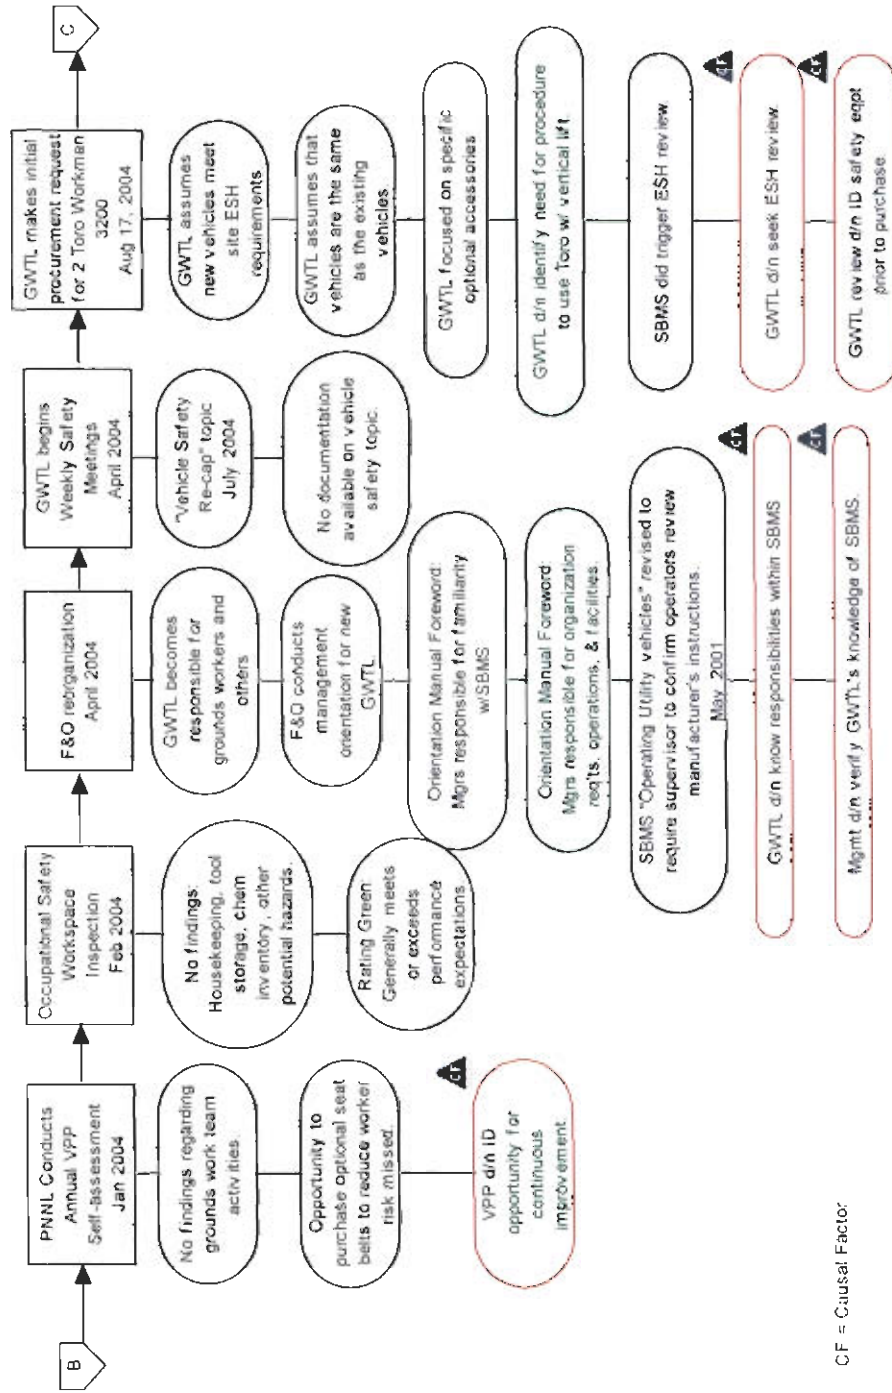 B
PNNL Conducts
Annual VPP
Self-assessment
Jan 2004
No findings regarding
grounds work team
activities.
Opportunity to
purchase optional seat
belts to reduce worker
risk missed.
CF
VPP d/n ID
opportunity for
continuous
improvement
Occupational Safety
Workspace
Inspection
Feb 2004
No findings:
Housekeeping, tool
storage, chem
inventory, other
potential hazards.
Rating Green:
Generally meets
or exceeds
performance
expectations
F&O reorganization
April 2004
GWTL becomes
responsible for
grounds workers and
others
F&O conducts
management
orientation for new
GWTL.
Orientation Manual Foreword:
Mgrs responsible for familiarity
w/SBMS
Orientation Manual Foreword:
Mgrs responsible for organization
req'ts, operations, & facilities.
SBMS "Operating Utility vehicles" revised to
require supervisor to confirm operators review
manufacturer's instructions.
May 2001
CF
GWTL d/n know responsibilities within SBMS
CF
Mgmt d/n verify GWTL's knowledge of SBMS.
GWTL begins
Weekly Safety
Meetings
April 2004
"Vehicle Safety
Re-cap" topic
July 2004
No documentation
available on vehicle
safety topic.
GWTL makes initial
procurement request
for 2 Toro Workman
3200
Aug 17, 2004
GWTL assumes
new vehicles meet
site ESH
requirements
GWTL assumes that
vehicles are the same
as the existing
vehicles
GWTL focused on specific
optional accessories
GWTL d/n identify need for procedure
to use Toro w/ vertical lift.
SBMS did trigger ESH review.
CF
GWTL d/n seek ESH review.
CF
GWTL review d/n ID safety eqpt
prior to purchase.
C
CF = Causal Factor